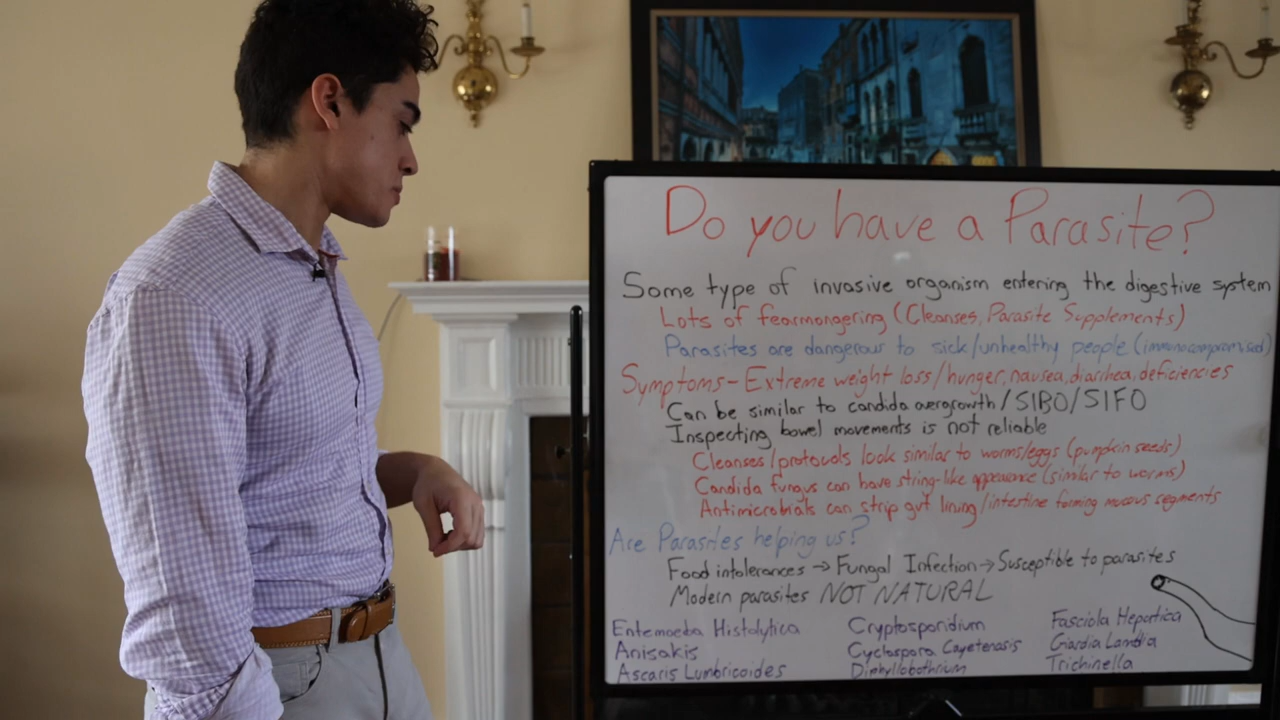 Do you have a Parasite?
Some type of invasive organism entering the digestive system
Lots of fearmongering (Cleanses, Parasite Supplements)
Parasites are dangerous to sick/unhealthy people (immunocompromised)
Symptoms - Extreme weight loss/hunger, nausea, diarrhea, deficiencies
Can be similar to candida overgrowth/SIBO/SIFO
Inspecting bowel movements is not reliable
Cleanses/protocols look similar to worms/eggs (pumpkin seeds)
Candida fungus can have string-like appearance (similar to worms)
Antimicrobials can strip gut lining/intestine forming mucous segments
Are Parasites helping us?
Food intolerances → Fungal Infection → Susceptible to parasites
Modern parasites NOT NATURAL
Entemoeba Histolytica Cryptosporidium Fasciola Hepartica
Anisakis Cyclospora Cayetenasis Giardia Lamdia
Ascaris Lumbricoides Diphyllobothrium Trichinella